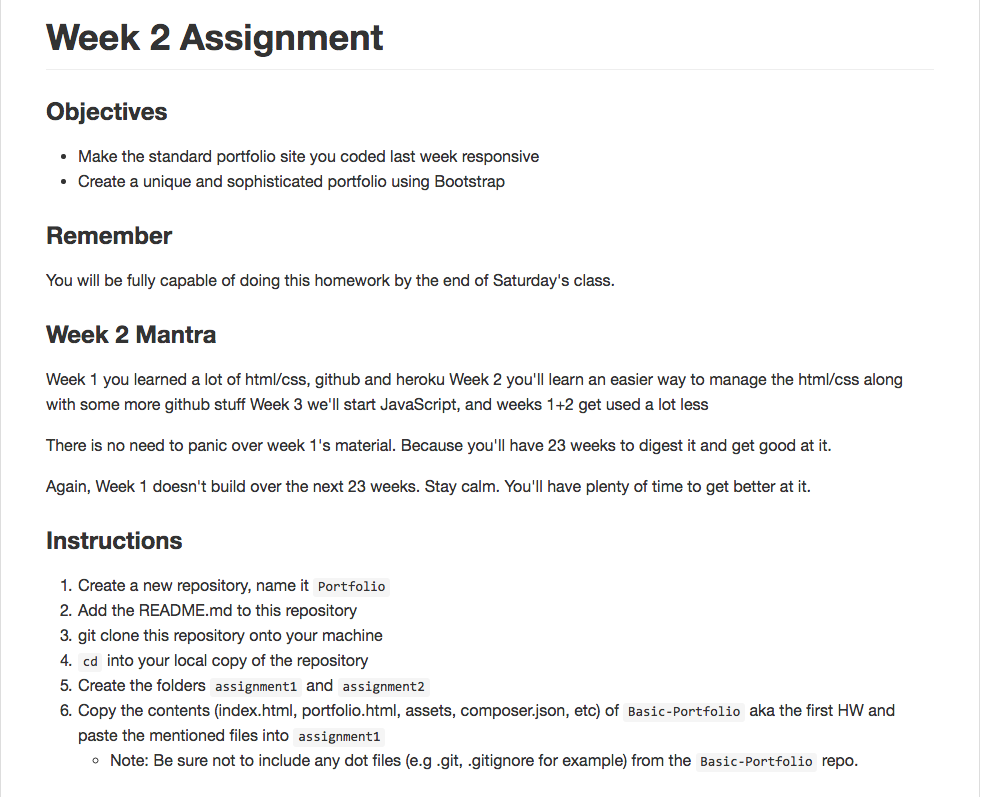 Week 2 Assignment
Objectives
• Make the standard portfolio site you coded last week responsive
• Create a unique and sophisticated portfolio using Bootstrap
Remember
You will be fully capable of doing this homework by the end of Saturday's class.
Week 2 Mantra
Week 1 you learned a lot of html/css, github and heroku Week 2 you'll learn an easier way to manage the html/css along
with some more github stuff Week 3 we'll start JavaScript, and weeks 1+2 get used a lot less
There is no need to panic over week 1's material. Because you'll have 23 weeks to digest it and get good at it.
Again, Week 1 doesn't build over the next 23 weeks. Stay calm. You'll have plenty of time to get better at it.
Instructions
1. Create a new repository, name it Portfolio
2. Add the README.md to this repository
3. git clone this repository onto your machine
4. cd into your local copy of the repository
5. Create the folders assignment1 and assignment2
6. Copy the contents (index.html, portfolio.html, assets, composer.json, etc) of Basic-Portfolio aka the first HW and
paste the mentioned files into assignment1
◦ Note: Be sure not to include any dot files (e.g .git, .gitignore for example) from the Basic-Portfolio repo.